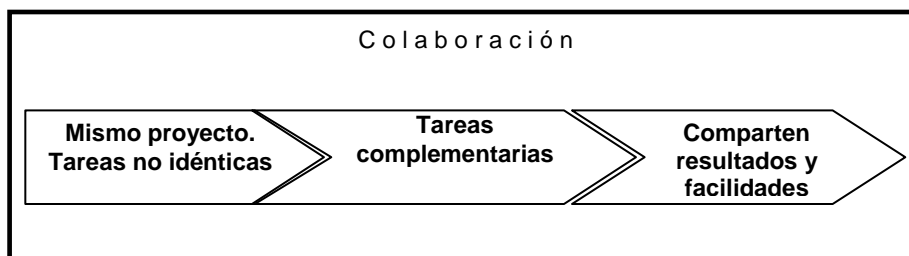 Colaboración
Mismo proyecto.
Tareas no idénticas
Tareas
complementarias
Comparten
resultados y
facilidades